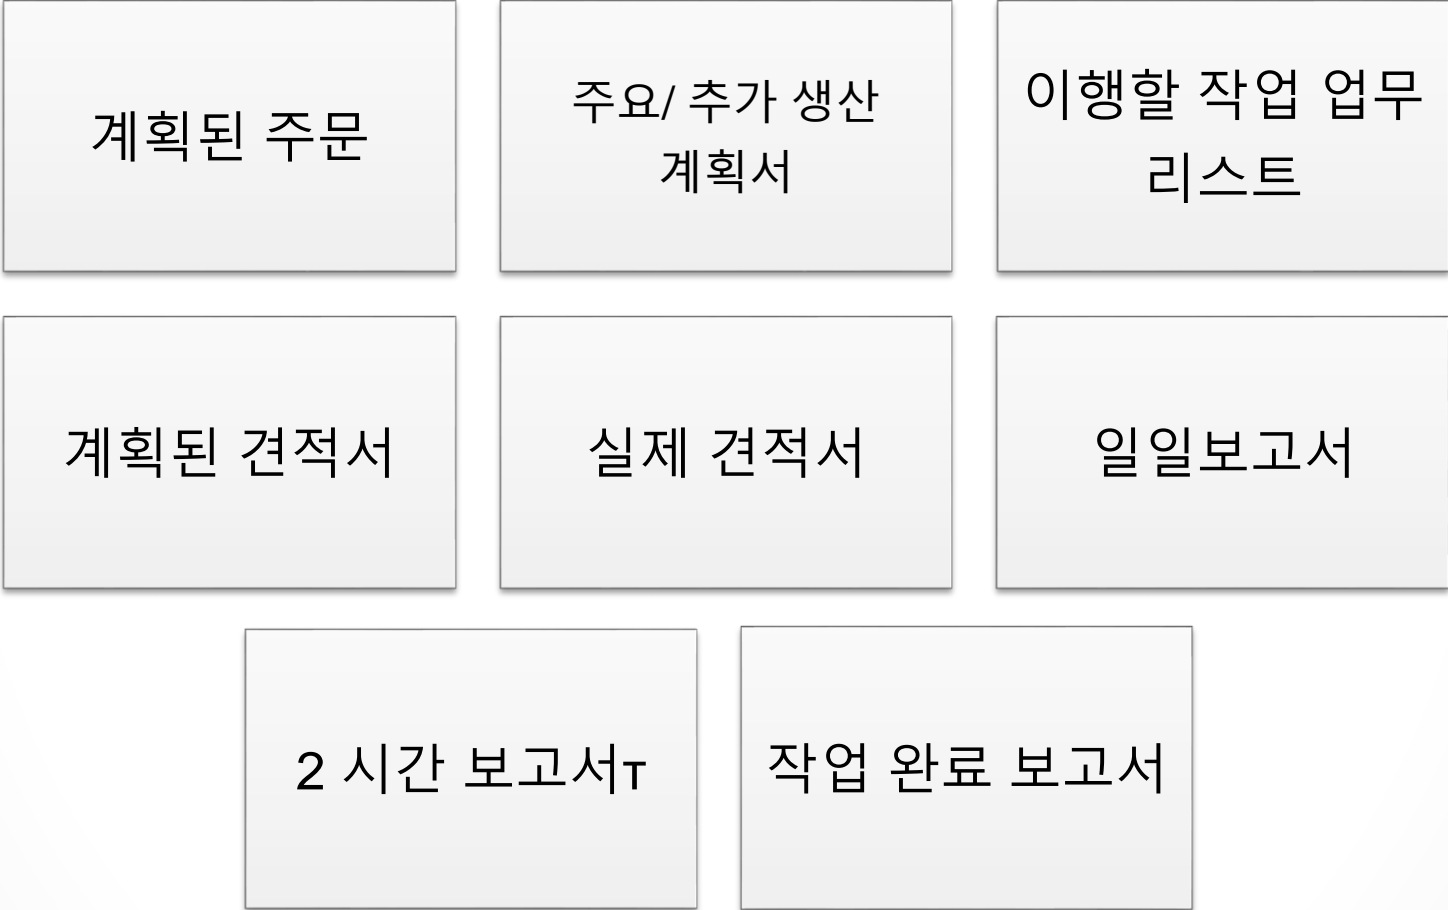 계획된 주문
주요/ 추가 생산
계획서
이행할 작업 업무
리스트
계획된 견적서
실제 견적서
일일보고서
2 시간 보고서т
작업 완료 보고서